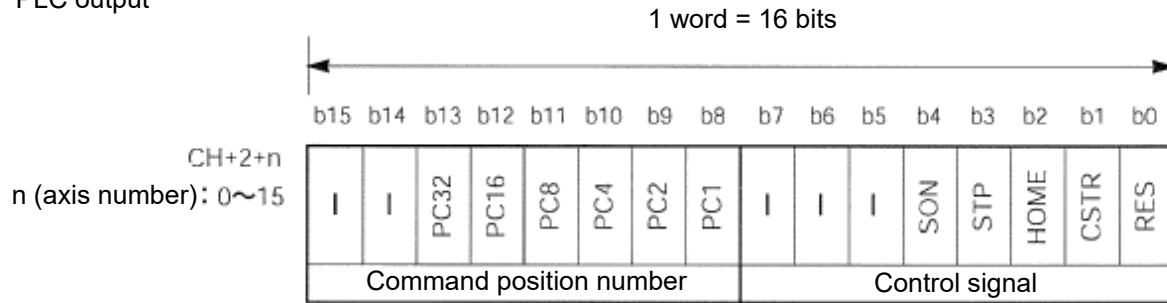 PLC output
1 word = 16 bits
b15 b14 b13 b12 b11 b10 b9 b8 b7 b6 b5 b4 b3 b2 b1 b0
CH+2+n
n (axis number): 0〜15
— — PC32 PC16 PC8 PC4 PC2 PC1 — — — SON STP HOME CSTR RES
Command position number Control signal